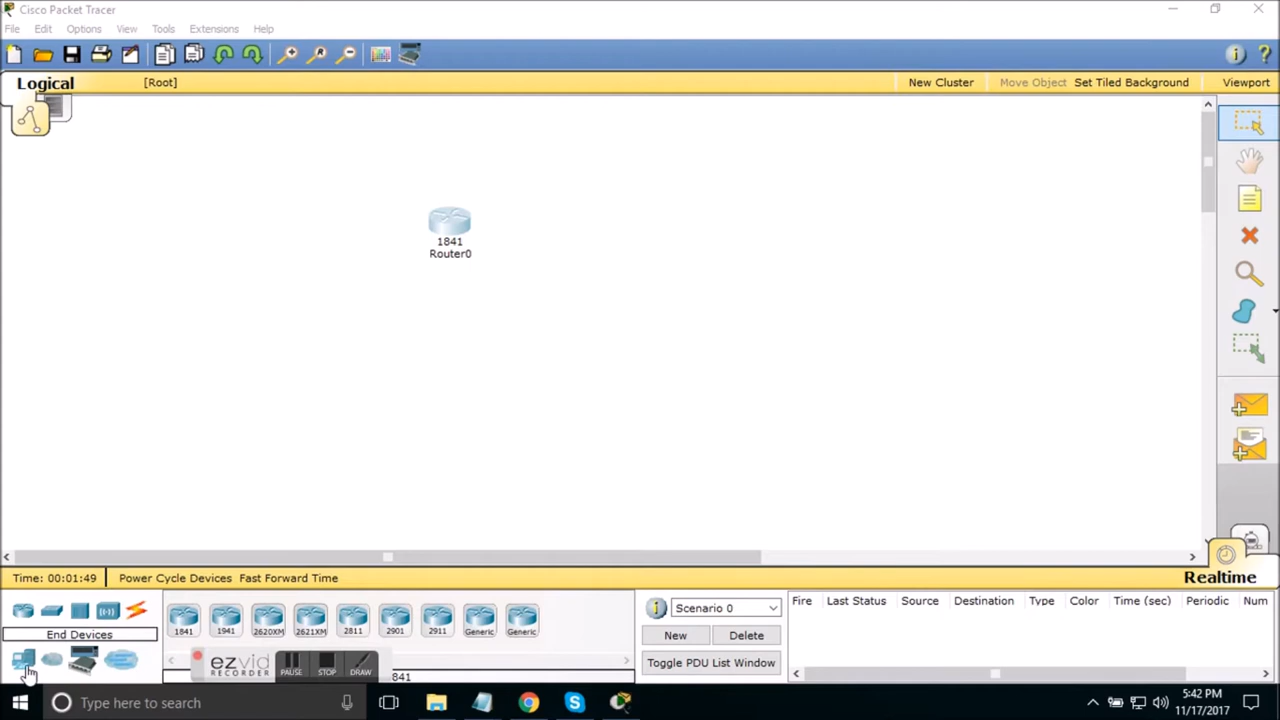 Cisco Packet Tracer
File Edit Options View Tools Extensions Help
Logical [Root] New Cluster Move Object Set Tiled Background Viewport
1841
Router0
Time: 00:01:49 Power Cycle Devices Fast Forward Time Realtime
End Devices
1841 1941 2620XM 2621XM 2811 2901 2911 Generic Generic
ezvid
RECORDER
PAUSE STOP DRAW
841
Scenario 0
New Delete
Toggle PDU List Window
Fire Last Status Source Destination Type Color Time (sec) Periodic Num
Type here to search
5:42 PM
11/17/2017